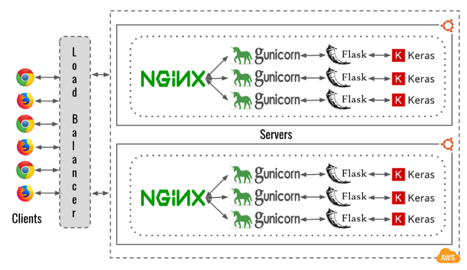 Load Balancer
NGINX
gunicorn Flask K Keras
gunicorn Flask K Keras
gunicorn Flask K Keras
Servers
NGINX
gunicorn Flask K Keras
gunicorn Flask K Keras
gunicorn Flask K Keras
Clients
AWS